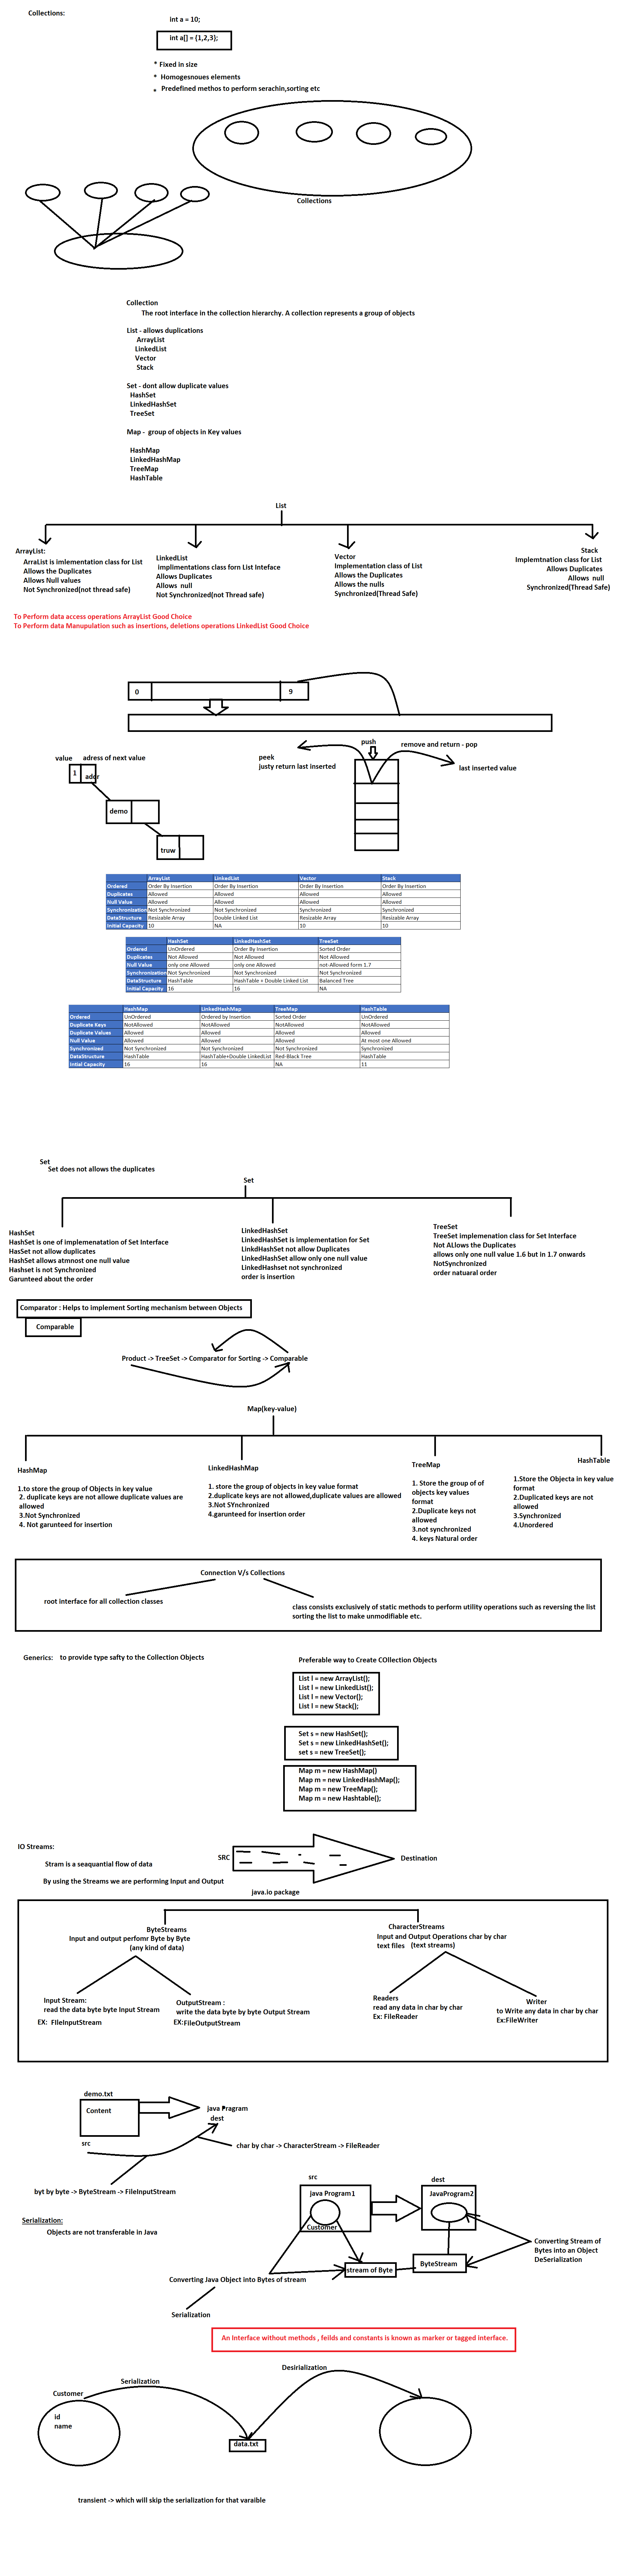 Collections:
int a = 10;
int a[] = {1,2,3};
* Fixed in size
* Homogesnoues elements
* Predefined methos to perform serachin,sorting etc
Collections
Collection
The root interface in the collection hierarchy. A collection represents a group of objects
List - allows duplications
ArrayList
LinkedList
Vector
Stack
Set - dont allow duplicate values
HashSet
LinkedHashSet
TreeSet
Map - group of objects in Key values
HashMap
LinkedHashMap
TreeMap
HashTable
List
ArrayList:
ArraList is imlementation class for List
Allows the Duplicates
Allows Null values
Not Synchronized(not thread safe)
LinkedList
implimentations class forn List Inteface
Allows Duplicates
Allows null
Not Synchronized(not Thread safe)
Vector
Implementation class of List
Allows the Duplicates
Allows the nulls
Synchronized(Thread Safe)
Stack
Implemtnation class for List
Allows Duplicates
Allows null
Synchronized(Thread Safe)
To Perform data access operations ArrayList Good Choice
To Perform data Manupulation such as insertions, deletions operations LinkedList Good Choice
0 9
value adress of next value
1 addr
demo
truw
peek
justy return last inserted
push
remove and return - pop
last inserted value
ArrayList LinkedList Vector Stack
Ordered Order By Insertion Order By Insertion Order By Insertion Order By Insertion
Duplicates Allowed Allowed Allowed Allowed
Null Value Allowed Allowed Allowed Allowed
Synchronization Not Synchronized Not Synchronized Synchronized Synchronized
DataStructure Resizable Array Double Linked List Resizable Array Resizable Array
Initial Capacity 10 NA 10 10
HashSet LinkedHashSet TreeSet
Ordered UnOrdered Order By Insertion Sorted Order
Duplicates Not Allowed Not Allowed Not Allowed
Null Value only one Allowed only one Allowed not-Allowed form 1.7
Synchronization Not Synchronized Not Synchronized Not Synchronized
DataStructure HashTable HashTable + Double Linked List Balanced Tree
Initial Capacity 16 16 NA
HashMap LinkedHashMap TreeMap HashTable
Ordered UnOrdered Ordered by Insertion Sorted Order UnOrdered
Duplicate Keys NotAllowed NotAllowed NotAllowed NotAllowed
Duplicate Values Allowed Allowed Allowed Allowed
Null Value Allowed Allowed Allowed At most one Allowed
Synchronized Not Synchronized Not Synchronized Not Synchronized Synchronized
DataStructure HashTable HashTable+Double LinkedList Red-Black Tree HashTable
Intial Capacity 16 16 NA 11
Set
Set does not allows the duplicates
Set
HashSet
HashSet is one of implemenatation of Set Interface
HasSet not allow duplicates
HashSet allows atmnost one null value
Hashset is not Synchronized
Garunteed about the order
LinkedHashSet
LinkedHashSet is implementation for Set
LinkdHashSet not allow Duplicates
LinkedHashSet allow only one null value
LinkedHashset not synchronized
order is insertion
TreeSet
TreeSet implemenation class for Set Interface
Not ALlows the Duplicates
allows only one null value 1.6 but in 1.7 onwards
NotSynchronized
order natuaral order
Comparator : Helps to implement Sorting mechanism between Objects
Comparable
Product -> TreeSet -> Comparator for Sorting -> Comparable
Map(key-value)
HashMap
1.to store the group of Objects in key value
2. duplicate keys are not allowe duplicate values are
allowed
3.Not Synchronized
4. Not garunteed for insertion
LinkedHashMap
1. store the group of objects in key value format
2.duplicate keys are not allowed,duplicate values are allowed
3.Not SYnchronized
4.garunteed for insertion order
TreeMap
1. Store the group of of
objects key values
format
2.Duplicate keys not
allowed
3.not synchronized
4. keys Natural order
HashTable
1.Store the Objecta in key value
format
2.Duplicated keys are not
allowed
3.Synchronized
4.Unordered
Connection V/s Collections
root interface for all collection classes
class consists exclusively of static methods to perform utility operations such as reversing the list
sorting the list to make unmodifiable etc.
Generics: to provide type safty to the Collection Objects
Preferable way to Create COllection Objects
List l = new ArrayList();
List l = new LinkedList();
List l = new Vector();
List l = new Stack();
Set s = new HashSet();
Set s = new LinkedHashSet();
set s = new TreeSet();
Map m = new HashMap()
Map m = new LinkedHashMap();
Map m = new TreeMap();
Map m = new Hashtable();
IO Streams:
Stram is a seaquantial flow of data
By using the Streams we are performing Input and Output
SRC
Destination
java.io package
ByteStreams
Input and output perfomr Byte by Byte
(any kind of data)
CharacterStreams
Input and Output Operations char by char
text files (text streams)
Input Stream:
read the data byte byte Input Stream
EX: FileInputStream
OutputStream :
write the data byte by byte Output Stream
EX:FileOutputStream
Readers
read any data in char by char
Ex: FileReader
Writer
to Write any data in char by char
Ex:FileWriter
demo.txt
Content
java Pragram
dest
src
char by char -> CharacterStream -> FileReader
byt by byte -> ByteStream -> FileInputStream
Serialization:
Objects are not transferable in Java
src
java Program1
Customer
dest
JavaProgram2
Converting Stream of
Bytes into an Object
DeSerialization
stream of Byte
ByteStream
Converting Java Object into Bytes of stream
Serialization
An Interface without methods , feilds and constants is known as marker or tagged interface.
Desirialization
Serialization
Customer
id
name
data.txt
transient -> which will skip the serialization for that varaible